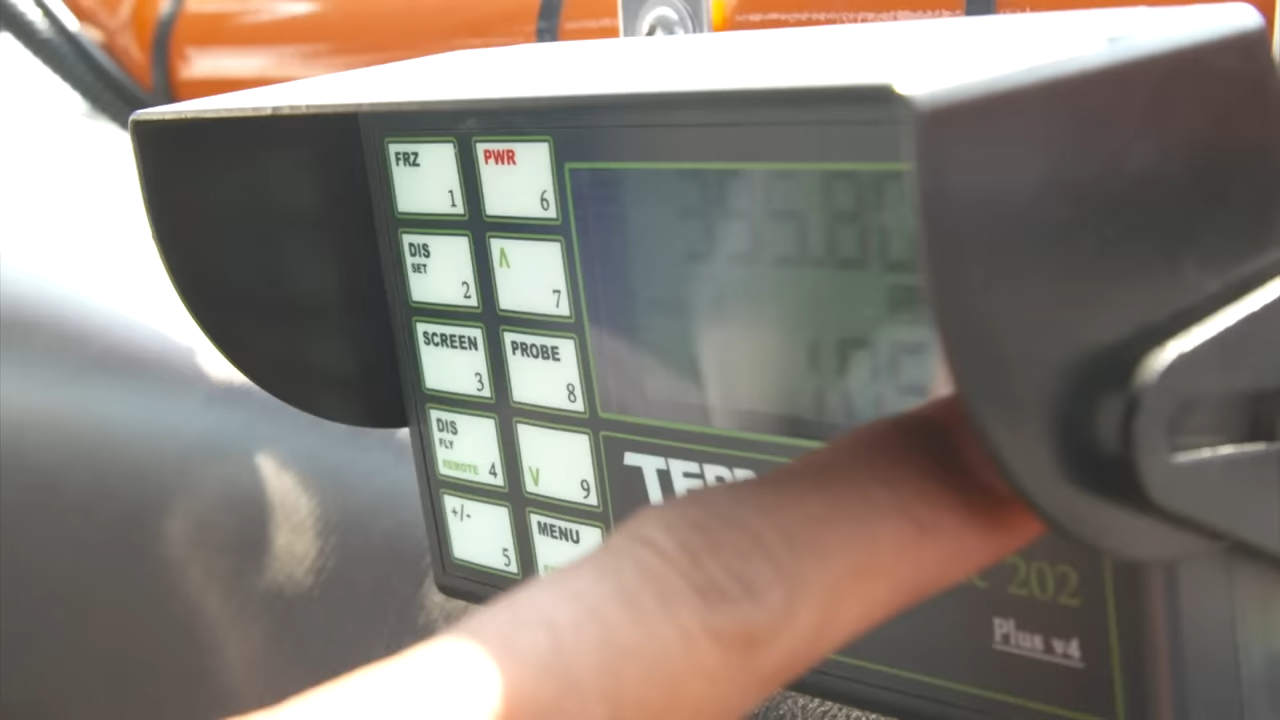 FRZ
1
PWR
6
DIS
SET
2
Λ
7
SCREEN
3
PROBE
8
DIS
FLY
REMOTE 4
V
9
+/-
5
MENU
202
Plus v4